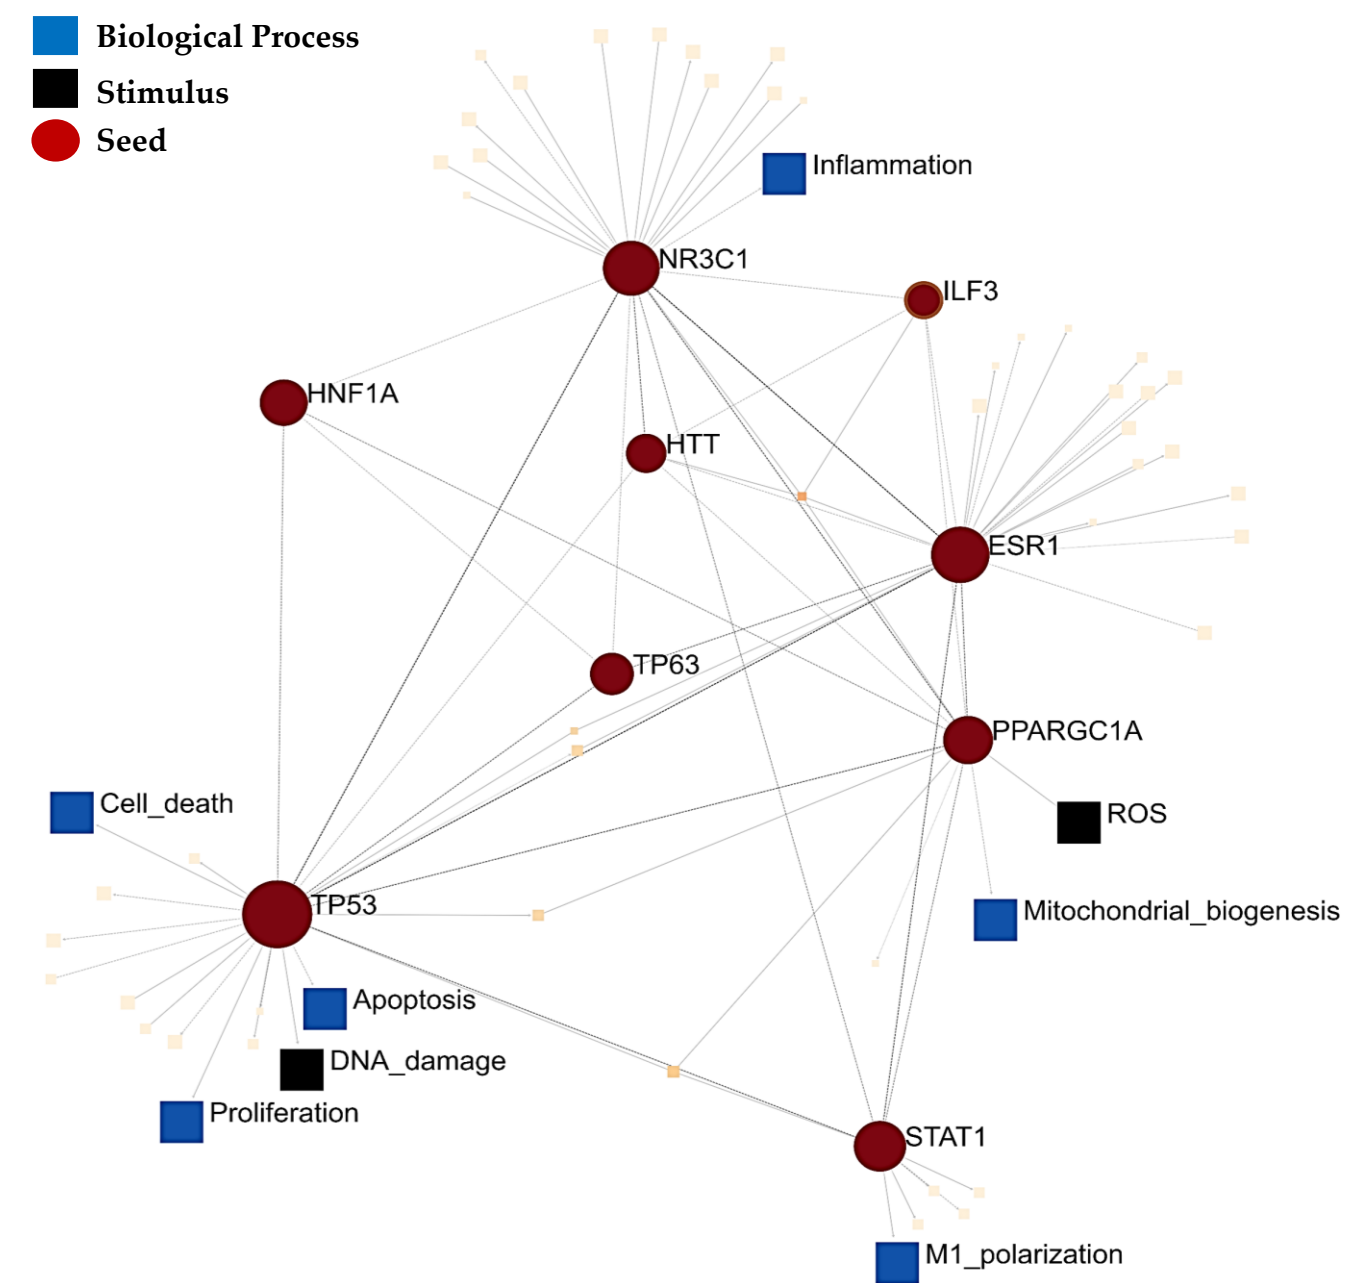 Biological Process
Stimulus
Seed
Inflammation
NR3C1
ILF3
HNF1A
HTT
ESR1
TP63
PPARGC1A
Cell_death
ROS
TP53
Mitochondrial_biogenesis
Apoptosis
DNA_damage
Proliferation
STAT1
M1_polarization